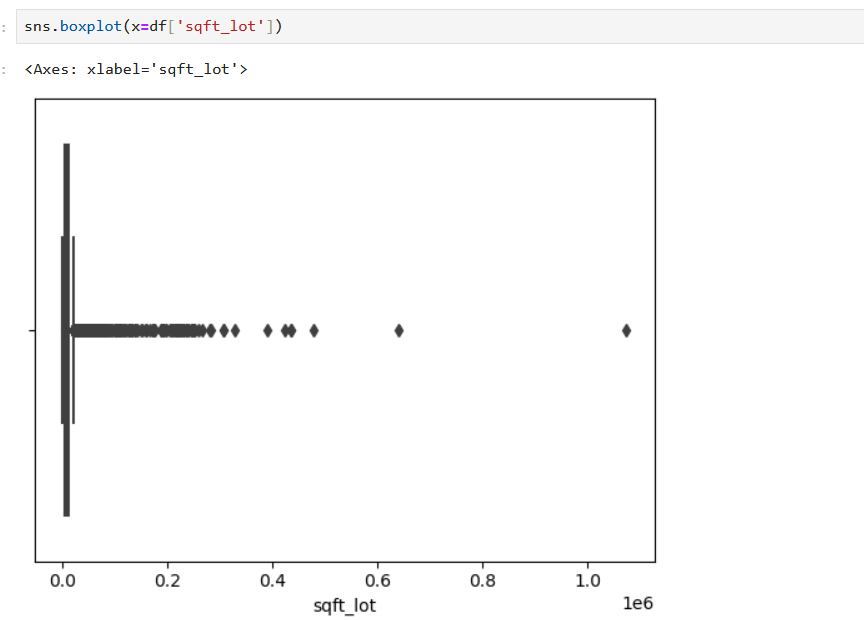 : sns.boxplot(x=df['sqft_lot'])
: <Axes: xlabel='sqft_lot'>
0.0 0.2 0.4 0.6 0.8 1.0
sqft_lot 1e6